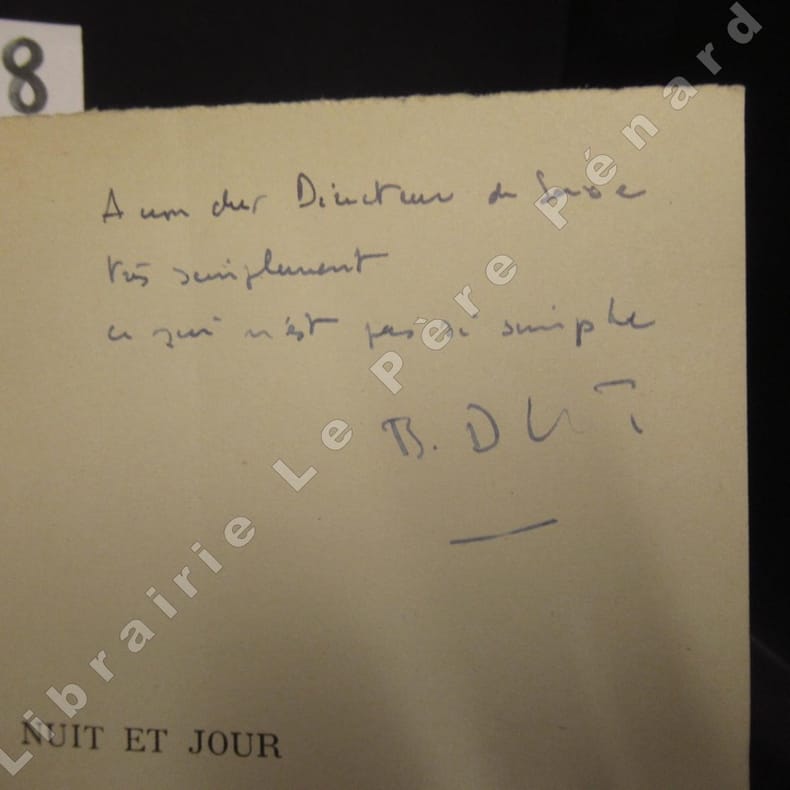 8
A mon cher Directeur de
très simplement
ce qui n'est pas si simple
B. D
NUIT ET JOUR
Librairie Le Père Pénard